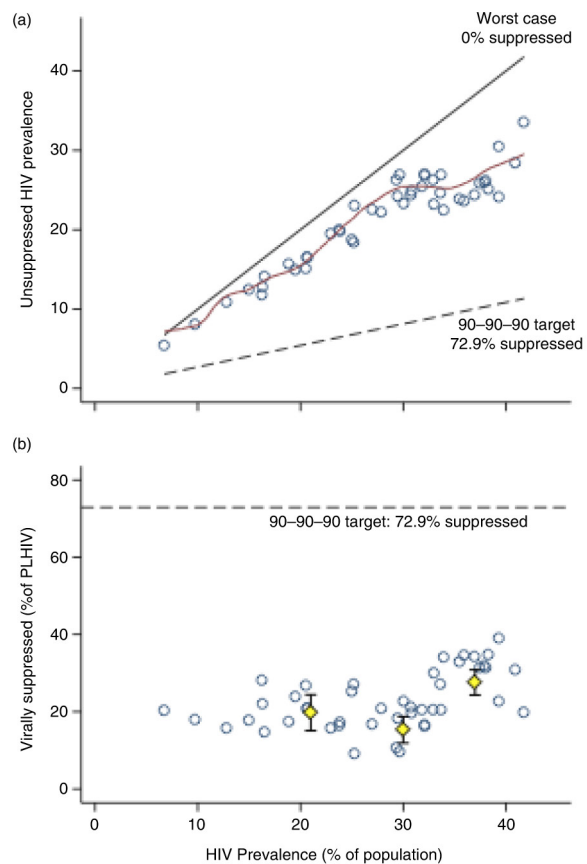 (a)
Worst case
0% suppressed
40
30
20
10
0
Unsuppressed HIV prevalence
90–90–90 target
72.9% suppressed
(b)
80
60
40
20
0
Virally suppressed (%of PLHIV)
90–90–90 target: 72.9% suppressed
0 10 20 30 40
HIV Prevalence (% of population)